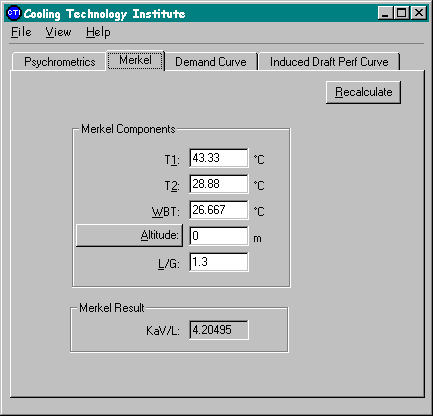 CTI Cooling Technology Institute
File View Help
Psychrometrics Merkel Demand Curve Induced Draft Perf Curve
Recalculate
Merkel Components
T1: 43.33 °C
T2: 28.88 °C
WBT: 26.667 °C
Altitude: 0 m
L/G: 1.3
Merkel Result
KaV/L: 4.20495